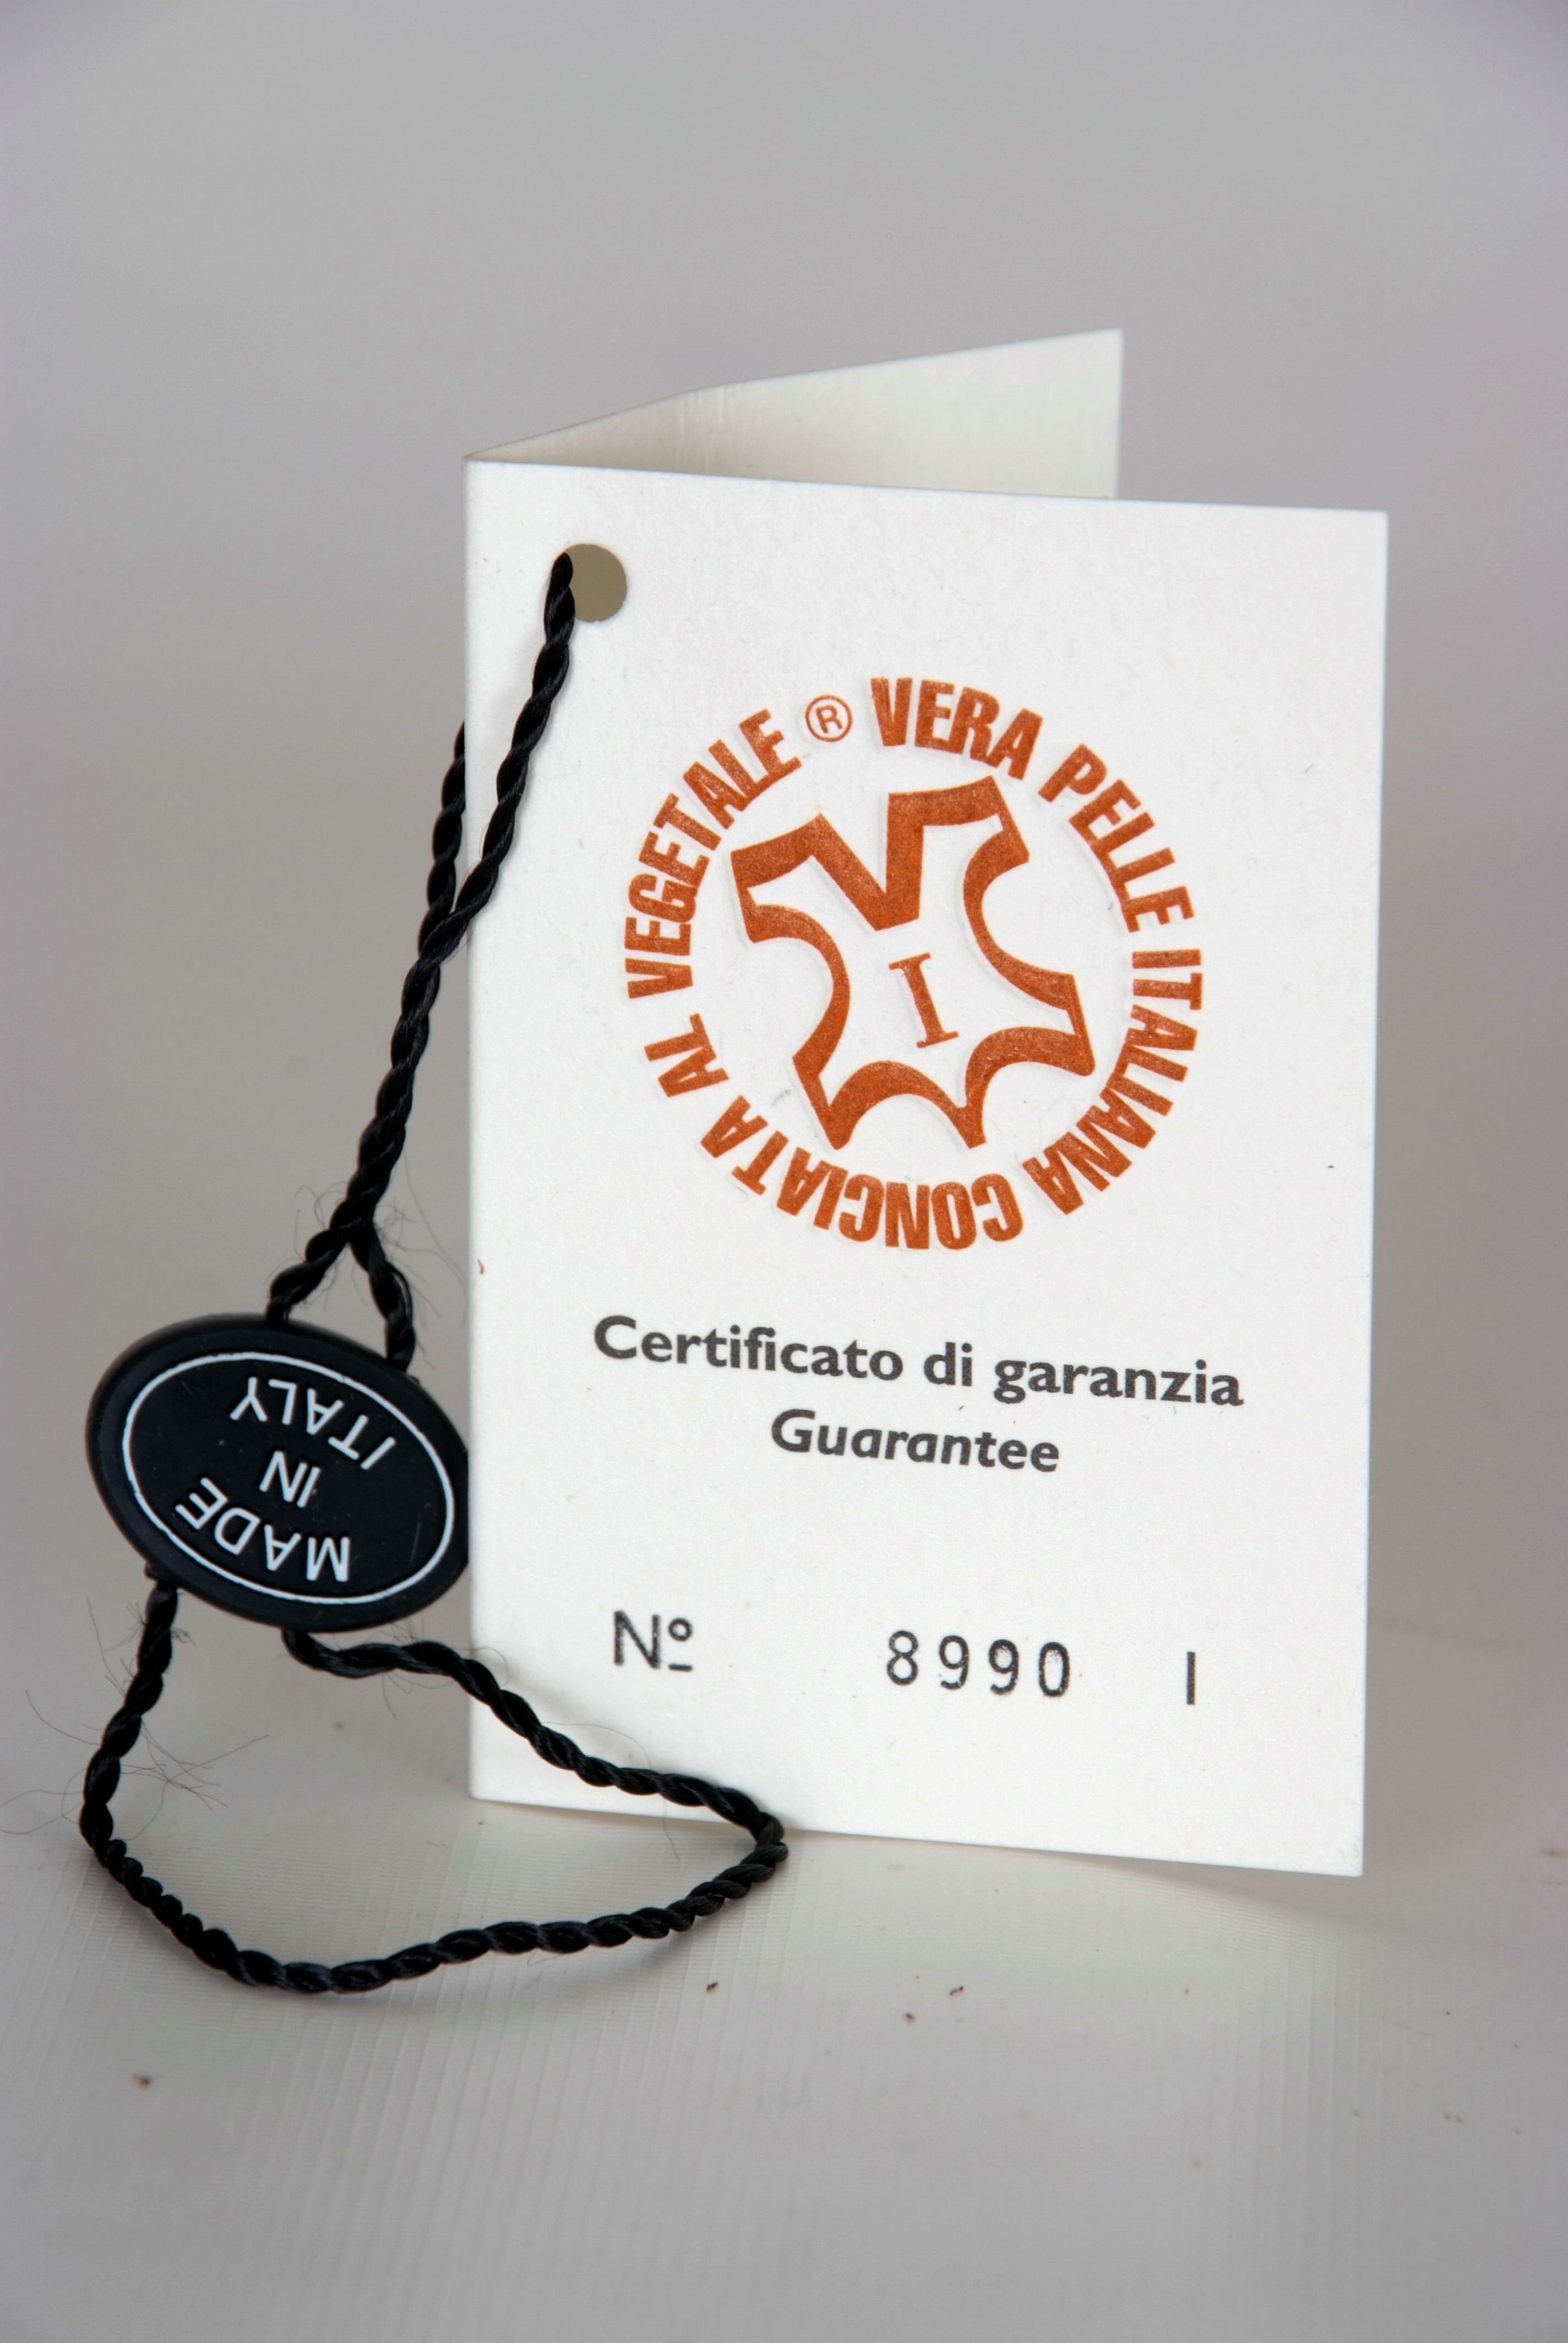 VERA PELLE ITALIANA CONCIATA AL VEGETALE ®
I
Certificato di garanzia
Guarantee
Nº 8990 I
MADE
IN
ITALY